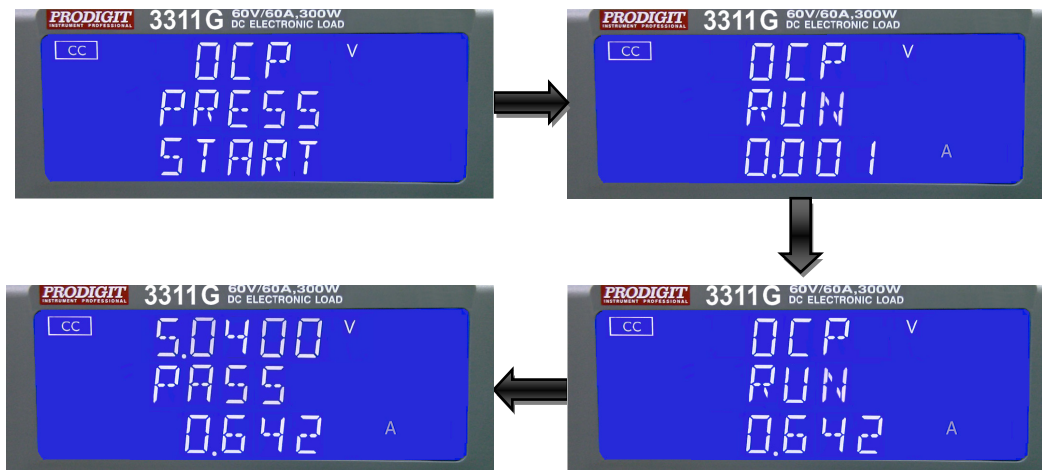 PRODIGIT 3311G 60V/60A,300W
INSTRUMENT PROFESSIONAL DC ELECTRONIC LOAD
CC OCP V
PRESS
START
PRODIGIT 3311G 60V/60A,300W
INSTRUMENT PROFESSIONAL DC ELECTRONIC LOAD
CC OCP V
RUN
0.001 A
PRODIGIT 3311G 60V/60A,300W
INSTRUMENT PROFESSIONAL DC ELECTRONIC LOAD
CC OCP V
RUN
0.642 A
PRODIGIT 3311G 60V/60A,300W
INSTRUMENT PROFESSIONAL DC ELECTRONIC LOAD
CC 5.0400 V
PASS
0.642 A